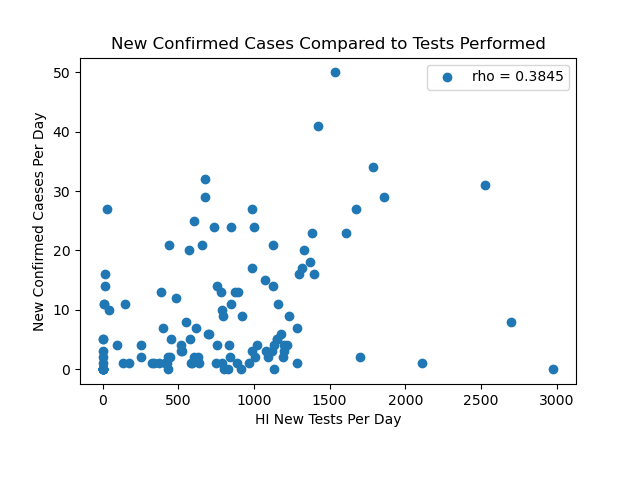 New Confirmed Cases Compared to Tests Performed
rho = 0.3845
New Confirmed Caeses Per Day
50
40
30
20
10
0
0 500 1000 1500 2000 2500 3000
HI New Tests Per Day